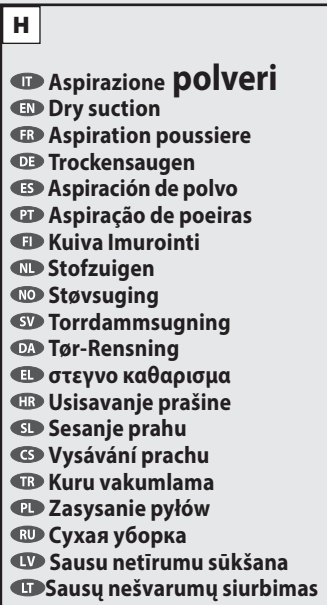 H
IT Aspirazione polveri
EN Dry suction
FR Aspiration poussiere
DE Trockensaugen
ES Aspiración de polvo
PT Aspiração de poeiras
FI Kuiva Imurointi
NL Stofzuigen
NO Støvsuging
SV Torrdammsugning
DA Tør-Rensning
EL στεγνο καθαρισμα
HR Usisavanje prašine
SL Sesanje prahu
CS Vysávání prachu
TR Kuru vakumlama
PL Zasysanie pyłów
RU Сухая уборка
LV Sausu netīrumu sūkšana
LT Sausų nešvarumų siurbimas